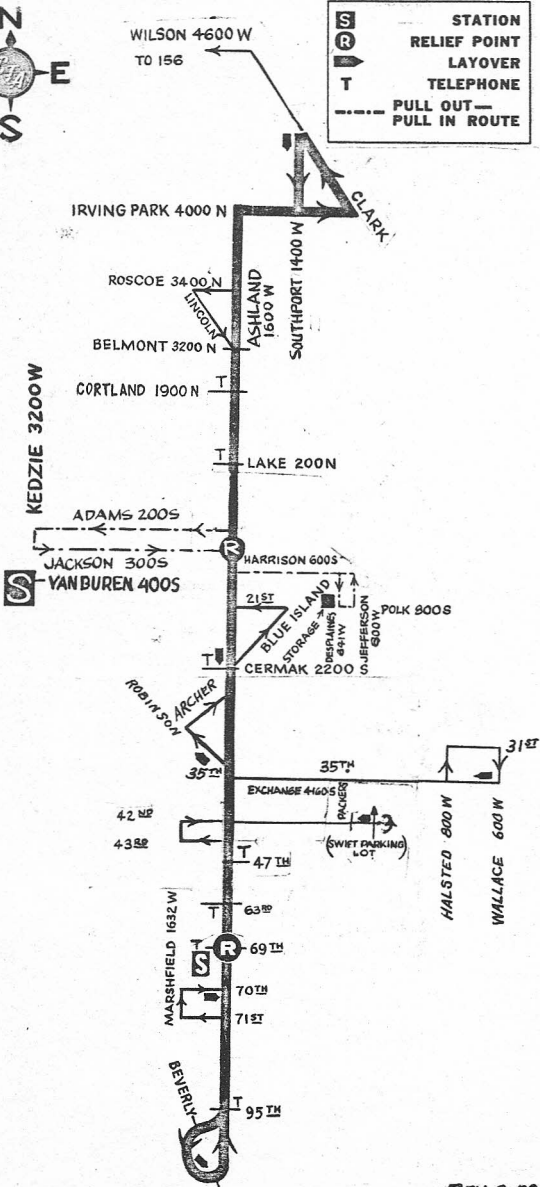 N
E
S
CTA
S STATION
R RELIEF POINT
LAYOVER
T TELEPHONE
PULL OUT—
PULL IN ROUTE
WILSON 4600 W
TO 156
CLARK
IRVING PARK 4000 N
SOUTHPORT 1400 W
ASHLAND
1600 W
ROSCOE 3400 N
LINCOLN
BELMONT 3200 N
T
CORTLAND 1900 N
KEDZIE 3200W
T
LAKE 200N
ADAMS 200S
R
JACKSON 300S
HARRISON 600S
S VAN BUREN 400S
21ST
BLUE ISLAND
STORAGE
DESPLAINES
641W
JEFFERSON
600W
POLK 800S
T
CERMAK 2200 S
ARCHER
ROBINSON
35TH
35TH
31ST
EXCHANGE 4160S
PACKERS
HALSTED 800 W
WALLACE 600 W
42ND
43RD
(SWIFT PARKING
LOT)
T
47TH
T
63RD
MARSHFIELD 1632 W
T
S
R
69TH
70TH
71ST
BEVERLY
T
95TH